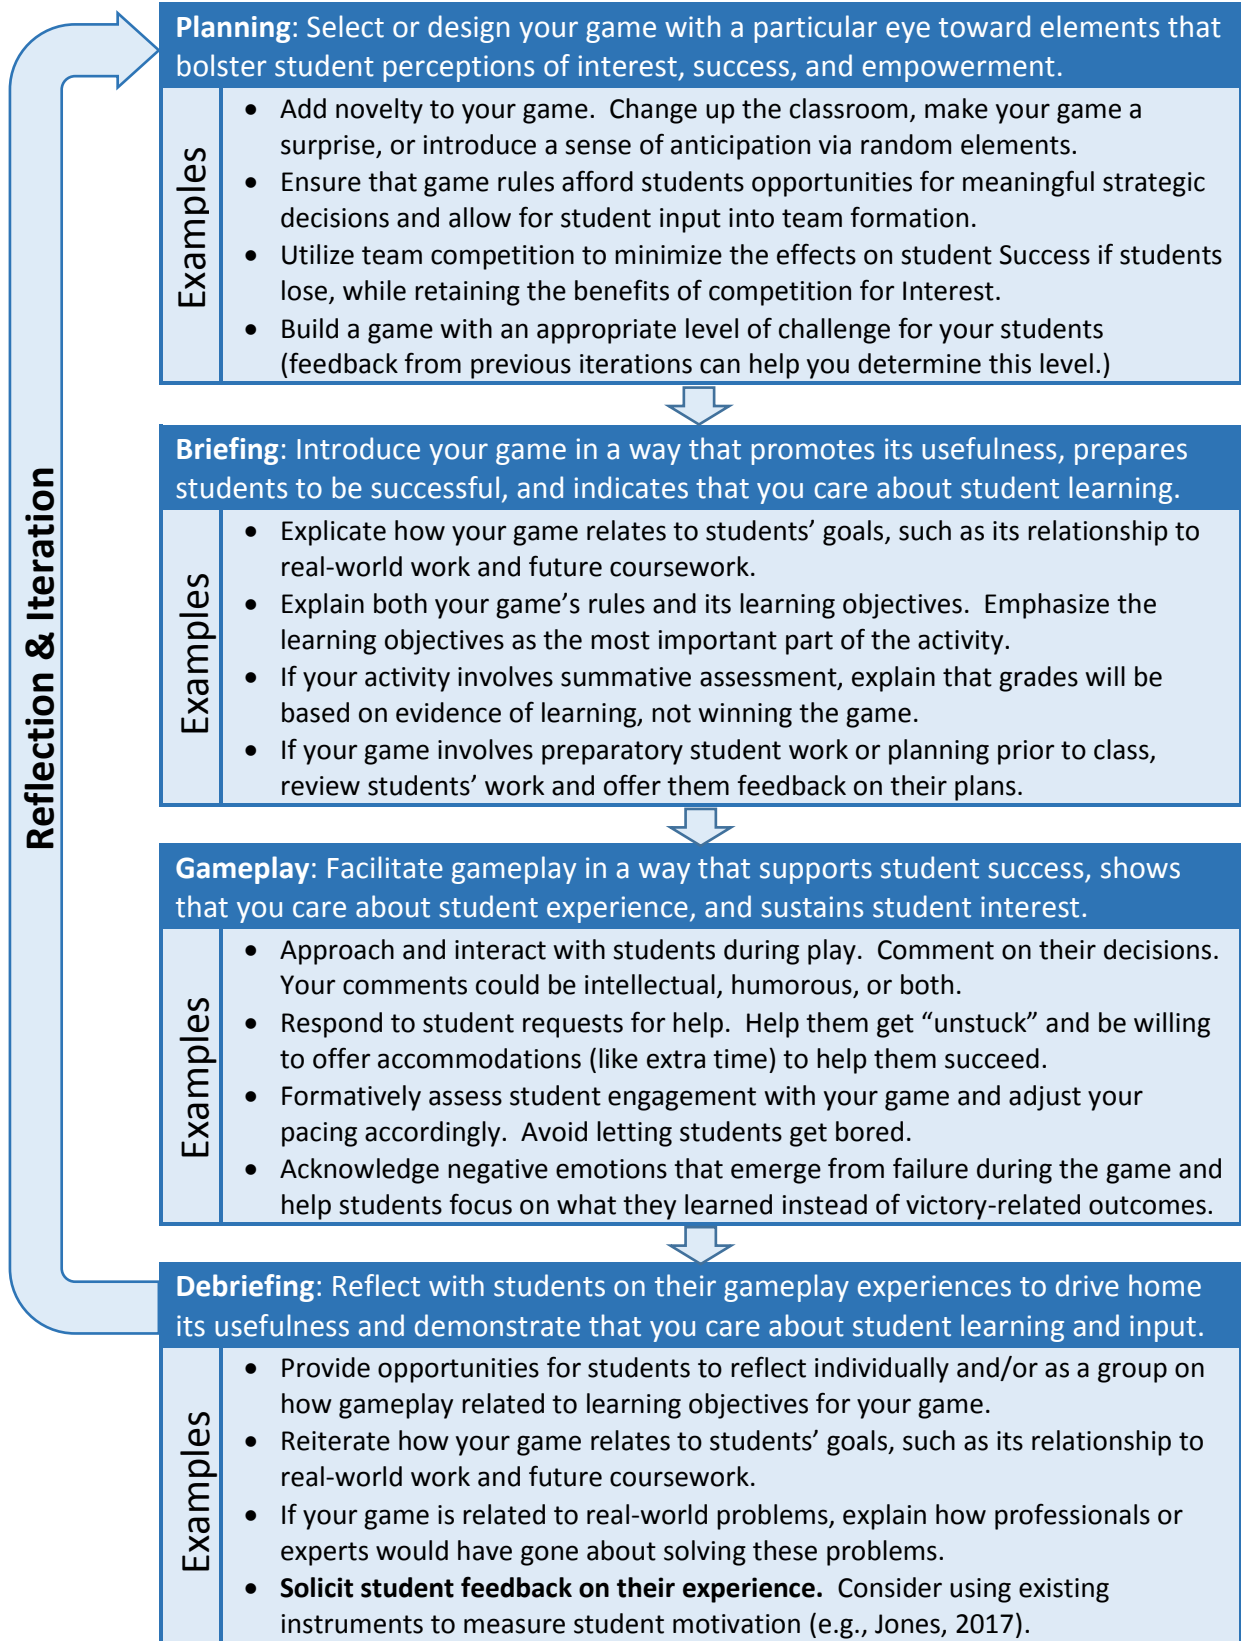 Reflection & Iteration
Planning: Select or design your game with a particular eye toward elements that
bolster student perceptions of interest, success, and empowerment.
Examples
• Add novelty to your game.  Change up the classroom, make your game a
surprise, or introduce a sense of anticipation via random elements.
• Ensure that game rules afford students opportunities for meaningful strategic
decisions and allow for student input into team formation.
• Utilize team competition to minimize the effects on student Success if students
lose, while retaining the benefits of competition for Interest.
• Build a game with an appropriate level of challenge for your students
(feedback from previous iterations can help you determine this level.)
Briefing: Introduce your game in a way that promotes its usefulness, prepares
students to be successful, and indicates that you care about student learning.
Examples
• Explicate how your game relates to students’ goals, such as its relationship to
real-world work and future coursework.
• Explain both your game’s rules and its learning objectives.  Emphasize the
learning objectives as the most important part of the activity.
• If your activity involves summative assessment, explain that grades will be
based on evidence of learning, not winning the game.
• If your game involves preparatory student work or planning prior to class,
review students’ work and offer them feedback on their plans.
Gameplay: Facilitate gameplay in a way that supports student success, shows
that you care about student experience, and sustains student interest.
Examples
• Approach and interact with students during play.  Comment on their decisions.
Your comments could be intellectual, humorous, or both.
• Respond to student requests for help.  Help them get “unstuck” and be willing
to offer accommodations (like extra time) to help them succeed.
• Formatively assess student engagement with your game and adjust your
pacing accordingly.  Avoid letting students get bored.
• Acknowledge negative emotions that emerge from failure during the game and
help students focus on what they learned instead of victory-related outcomes.
Debriefing: Reflect with students on their gameplay experiences to drive home
its usefulness and demonstrate that you care about student learning and input.
Examples
• Provide opportunities for students to reflect individually and/or as a group on
how gameplay related to learning objectives for your game.
• Reiterate how your game relates to students’ goals, such as its relationship to
real-world work and future coursework.
• If your game is related to real-world problems, explain how professionals or
experts would have gone about solving these problems.
• Solicit student feedback on their experience.  Consider using existing
instruments to measure student motivation (e.g., Jones, 2017).